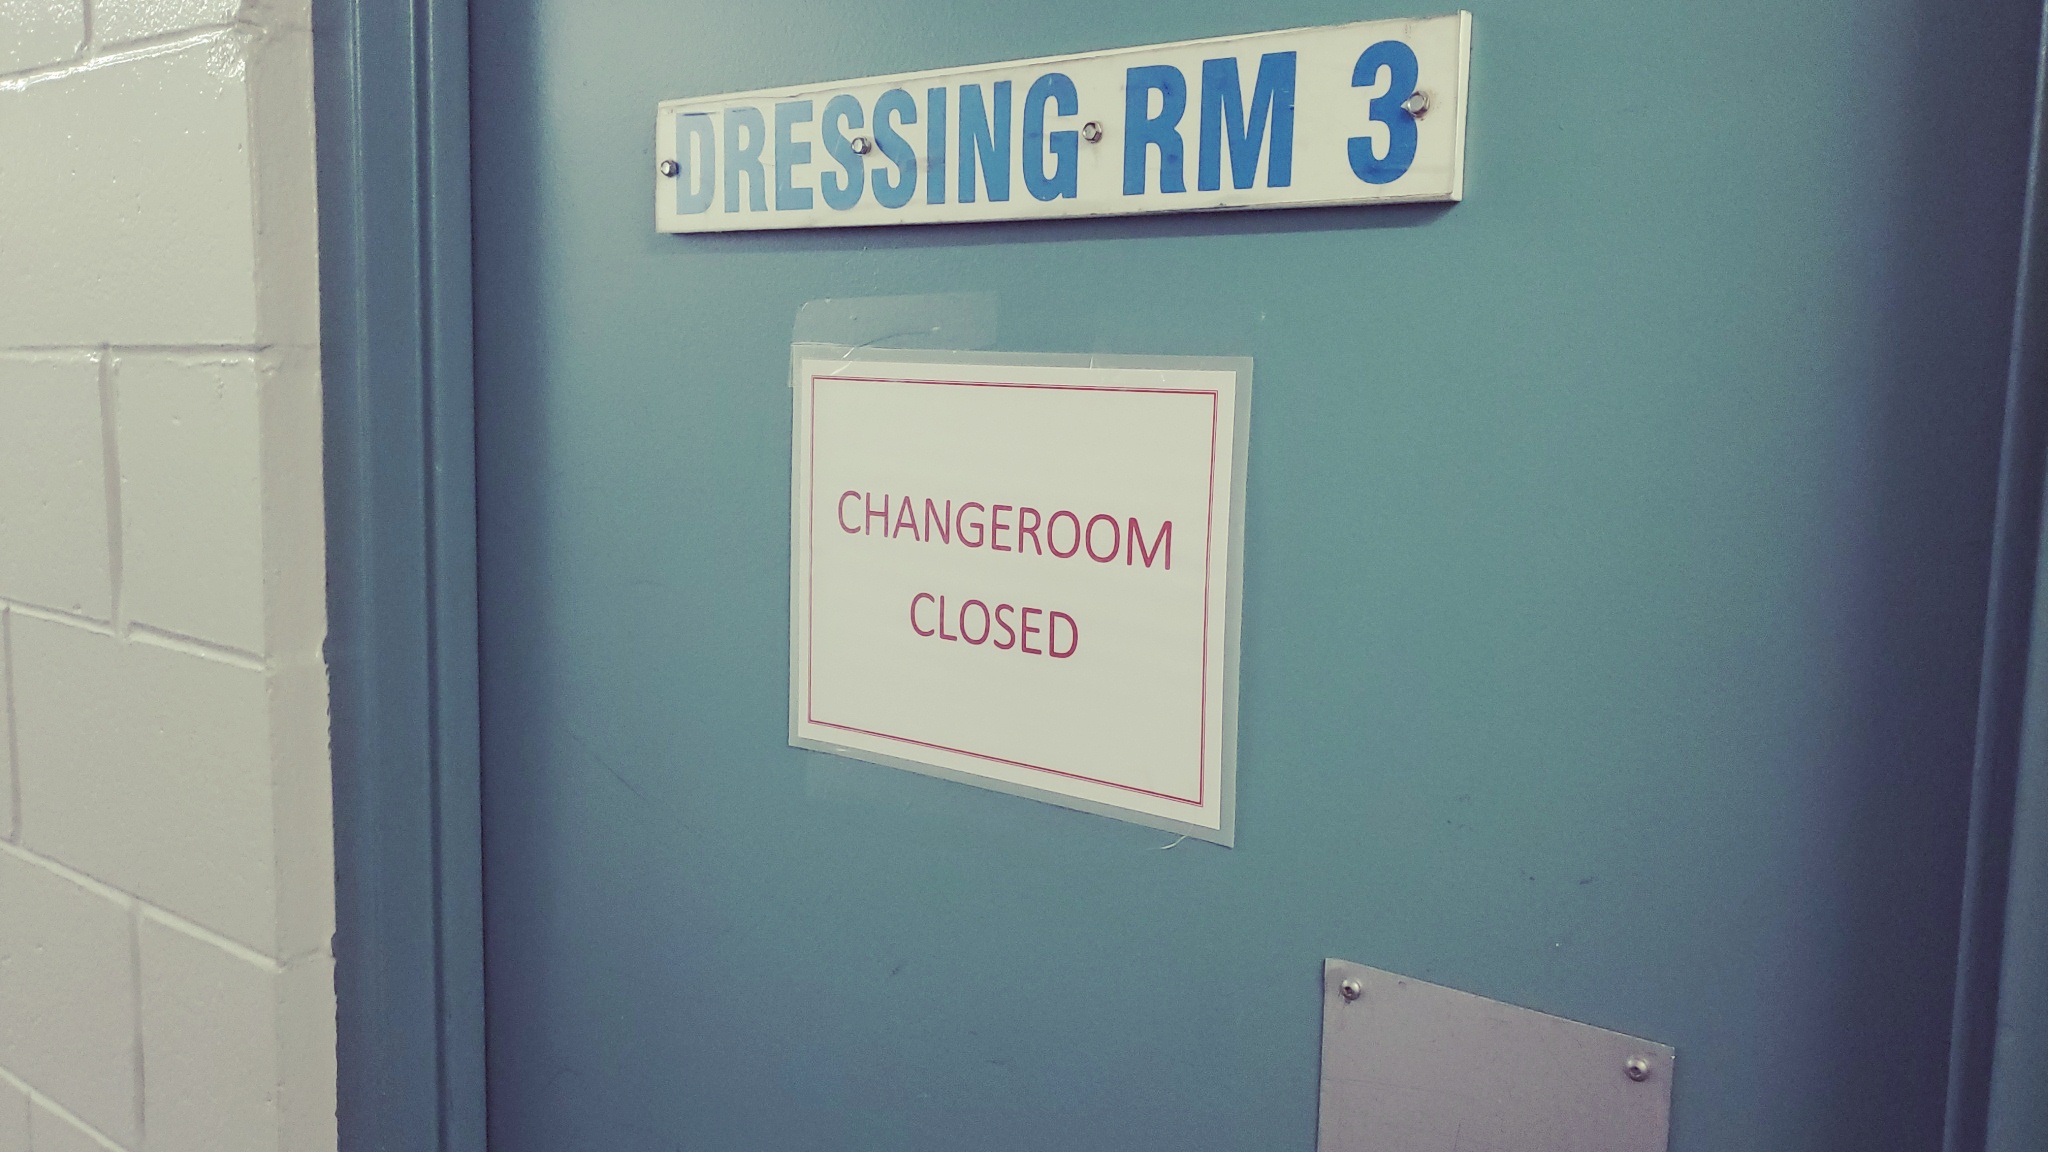 DRESSING RM 3
CHANGEROOM
CLOSED